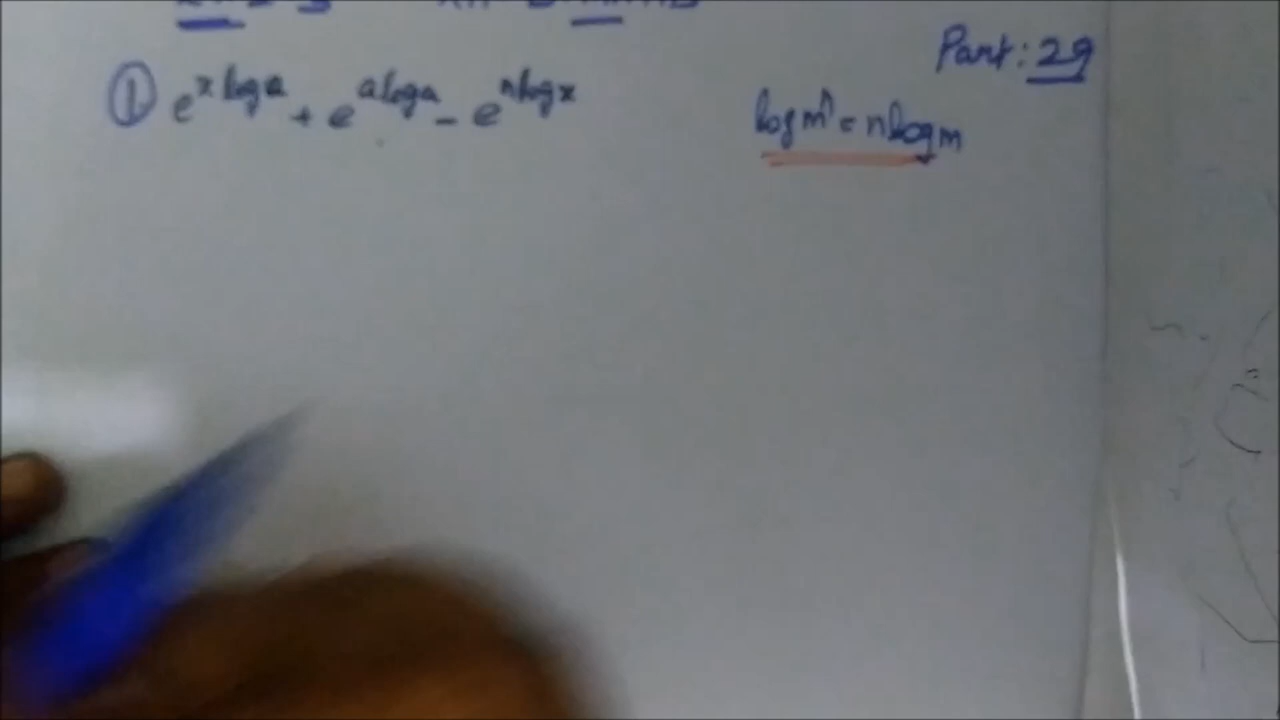 Part: 29
① e^{x log a} + e^{a log a} - e^{n log x}
log m^n = n log m